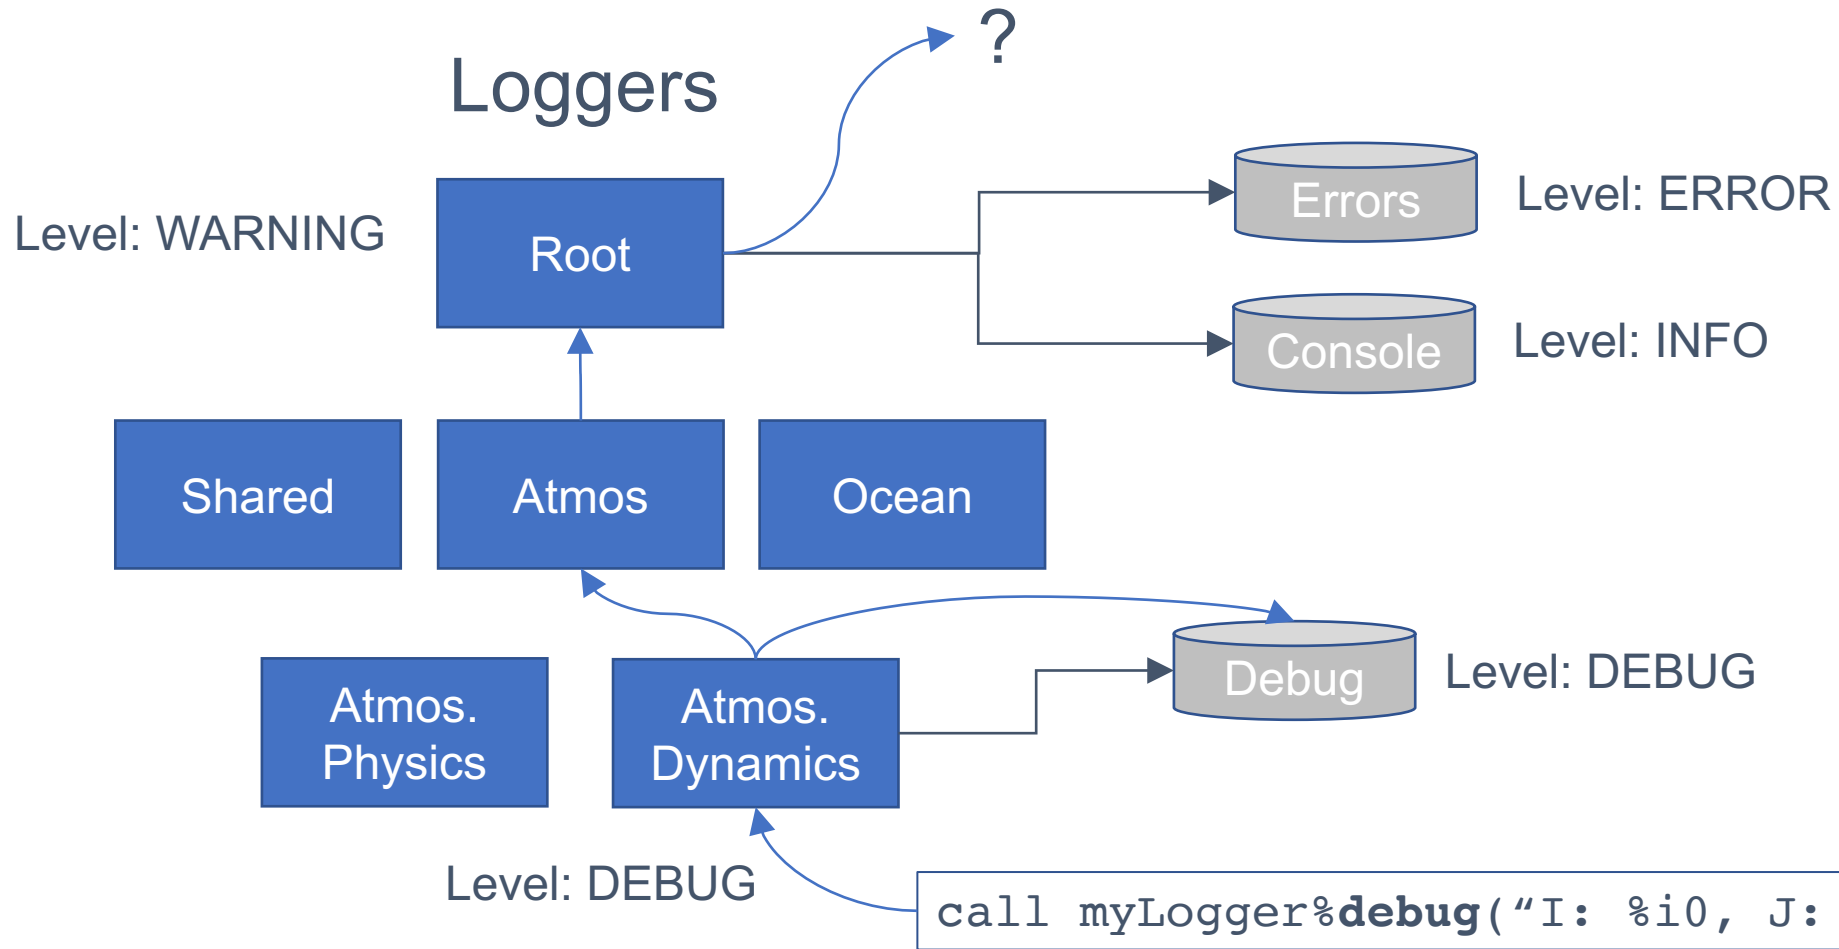 ?
Loggers
Errors
Level: ERROR
Level: WARNING
Root
Console
Level: INFO
Shared
Atmos
Ocean
Debug
Level: DEBUG
Atmos.
Physics
Atmos.
Dynamics
Level: DEBUG
call myLogger%debug(“I: %i0, J: